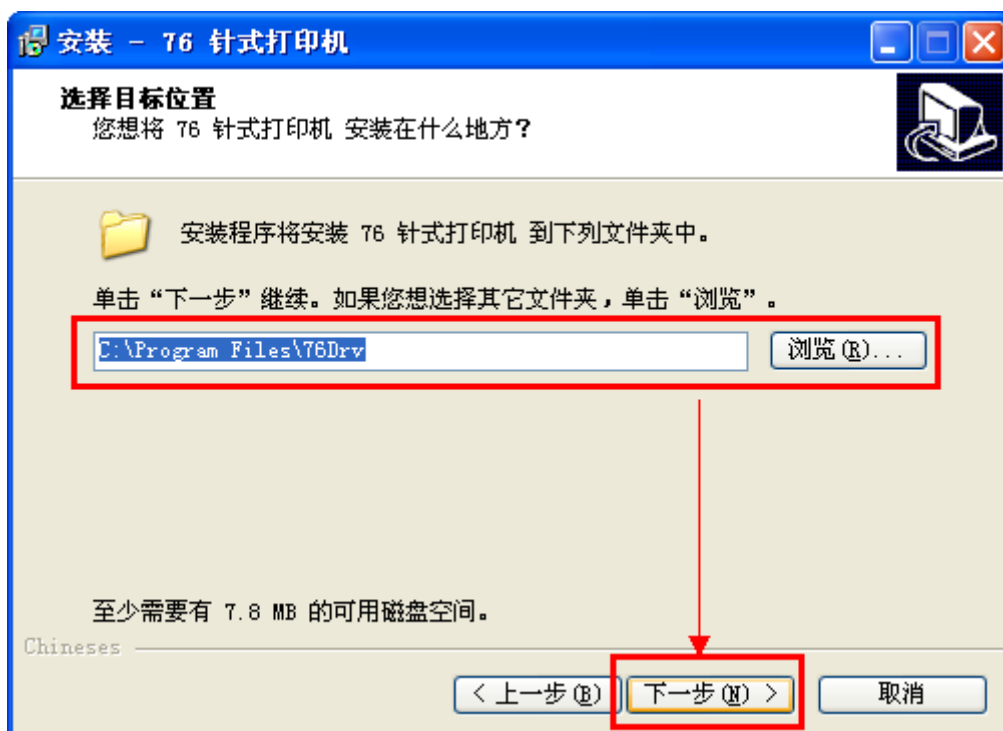 安装 - 76 针式打印机
选择目标位置
您想将 76 针式打印机 安装在什么地方?
安装程序将安装 76 针式打印机 到下列文件夹中。
单击“下一步”继续。如果您想选择其它文件夹，单击“浏览”。
C:\Program Files\76Drv
浏览(R)...
至少需要有 7.8 MB 的可用磁盘空间。
Chineses
< 上一步(B)
下一步(N) >
取消